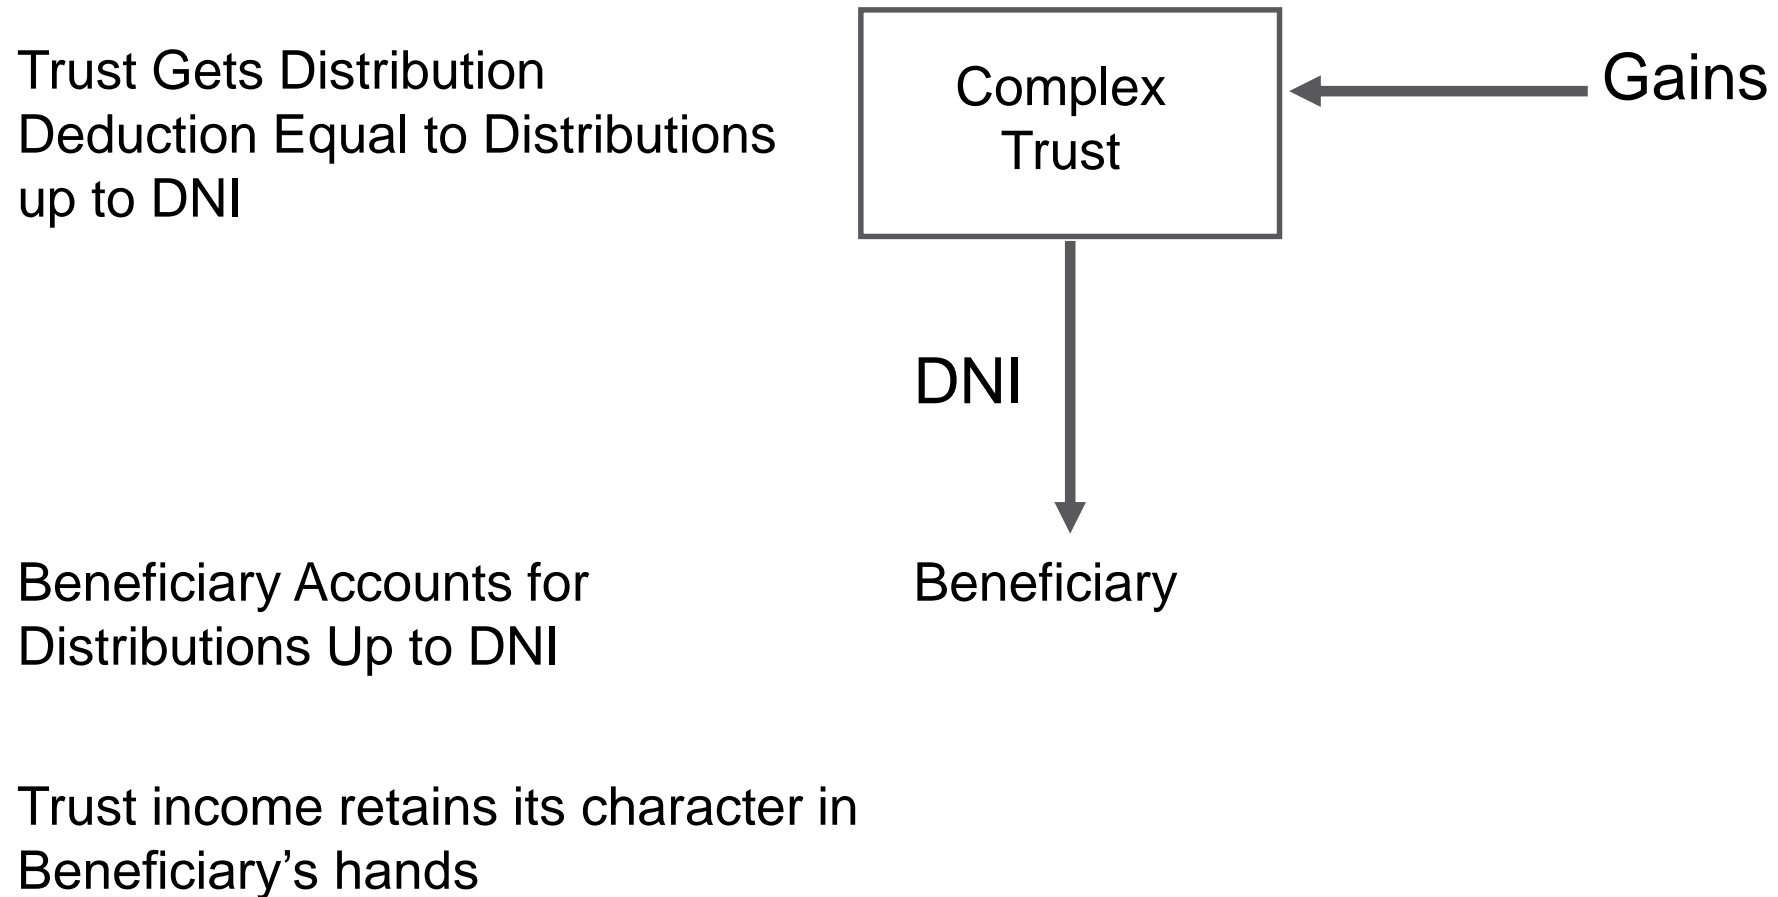 Trust Gets Distribution
Deduction Equal to Distributions
up to DNI
Complex
Trust
Gains
DNI
Beneficiary Accounts for
Distributions Up to DNI
Beneficiary
Trust income retains its character in
Beneficiary’s hands